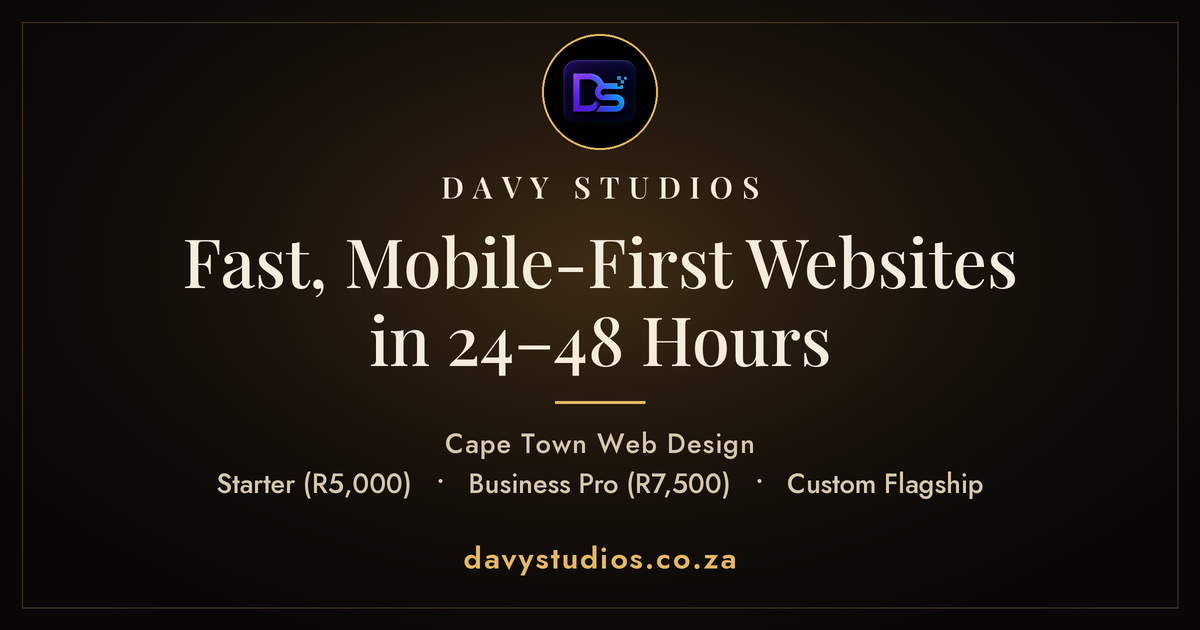 DS
DAVY STUDIOS
Fast, Mobile-First Websites
in 24–48 Hours
Cape Town Web Design
Starter (R5,000) · Business Pro (R7,500) · Custom Flagship
davystudios.co.za